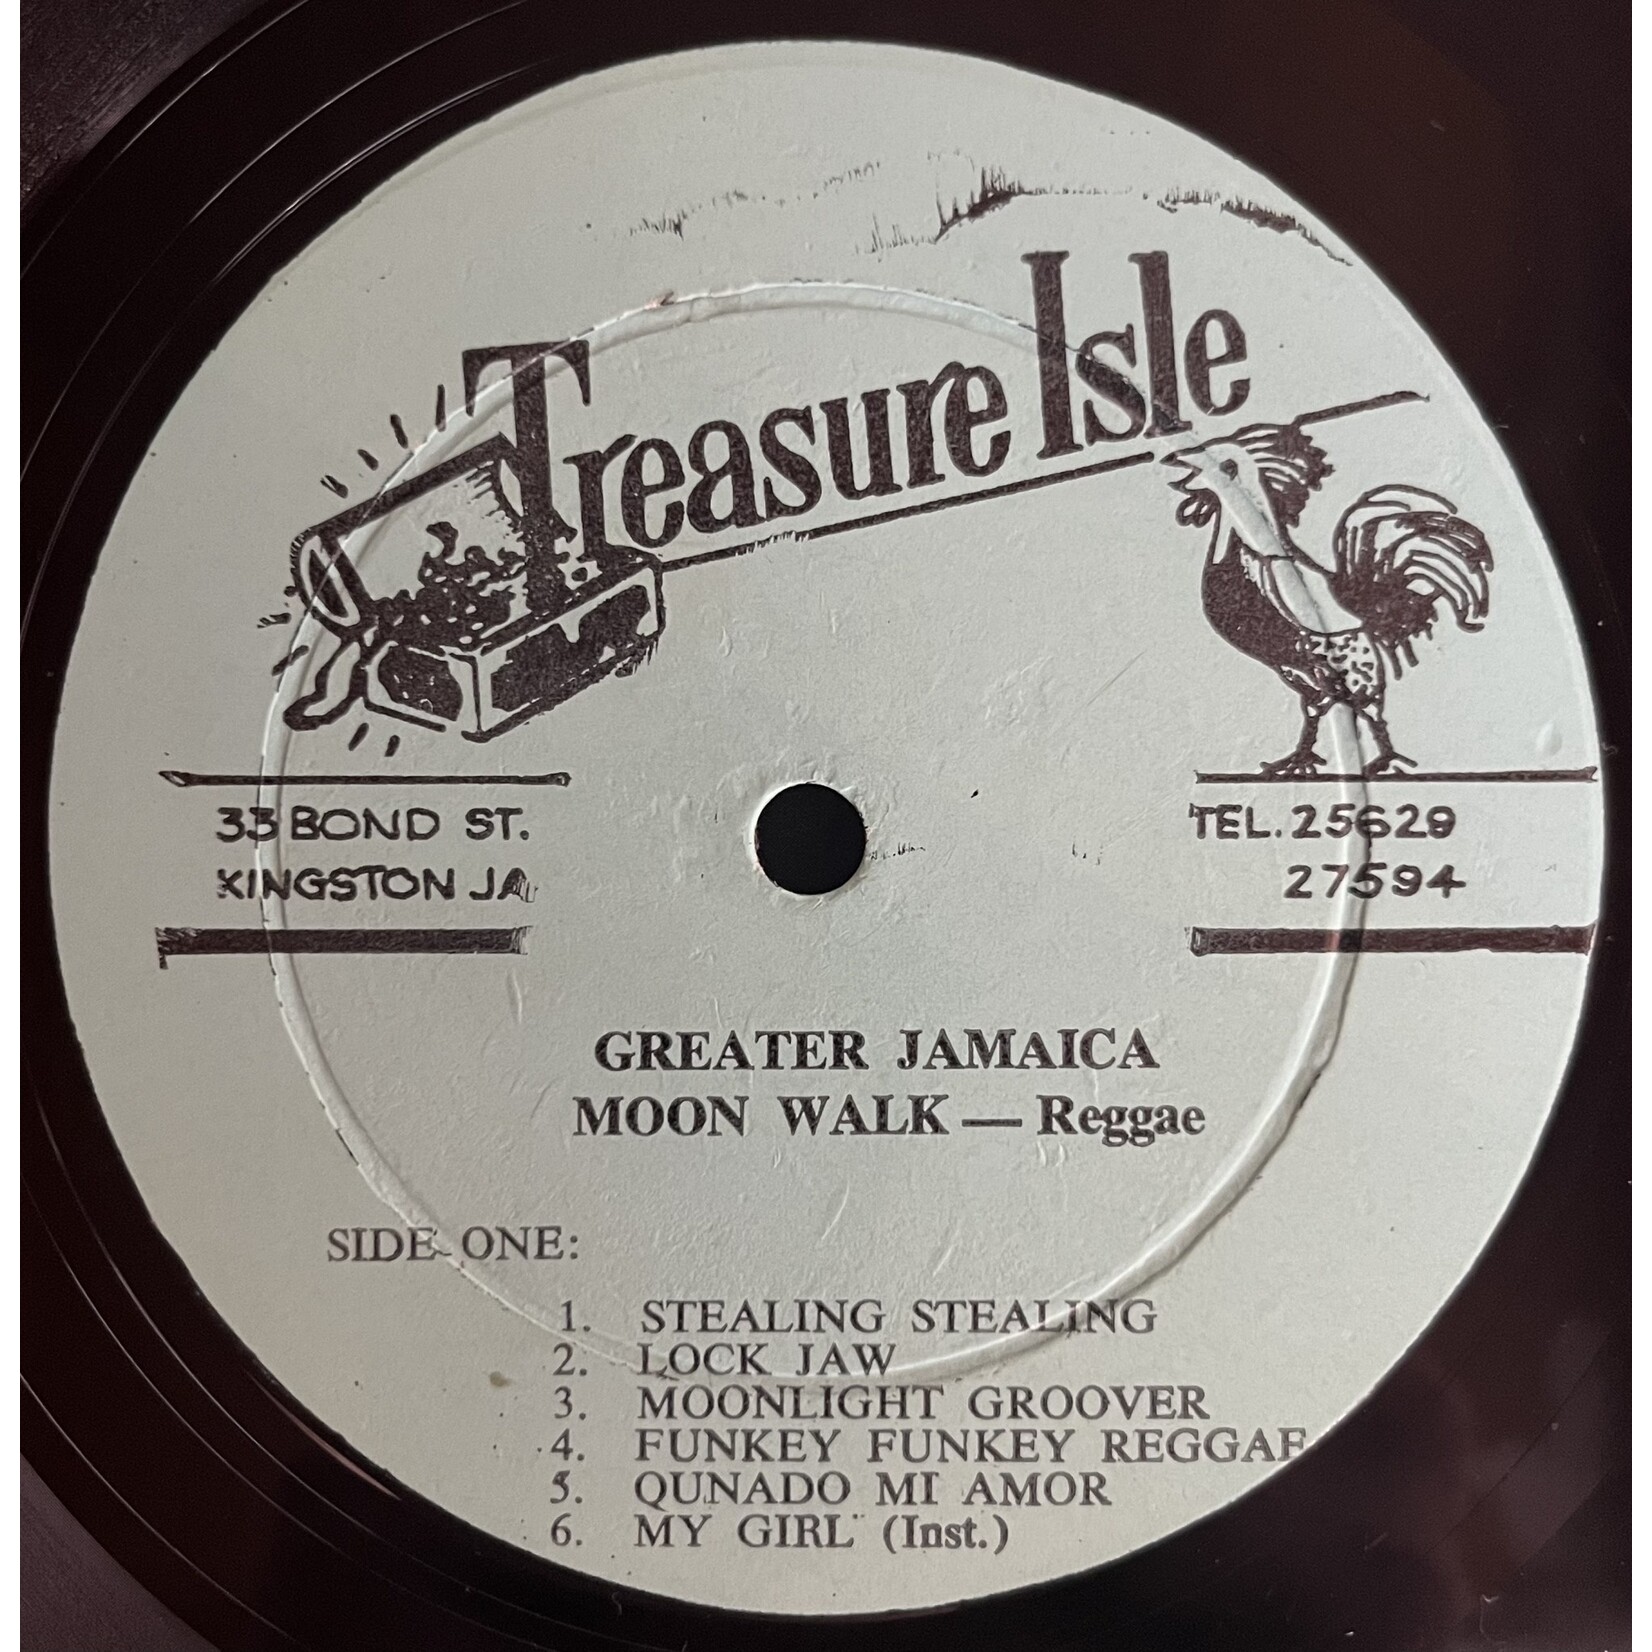 Treasure Isle
33 BOND ST.
KINGSTON JA
TEL. 25629
27594
GREATER JAMAICA
MOON WALK — Reggae
SIDE ONE:
1. STEALING STEALING
2. LOCK JAW
3. MOONLIGHT GROOVER
4. FUNKEY FUNKEY REGGAE
5. QUNADO MI AMOR
6. MY GIRL (Inst.)